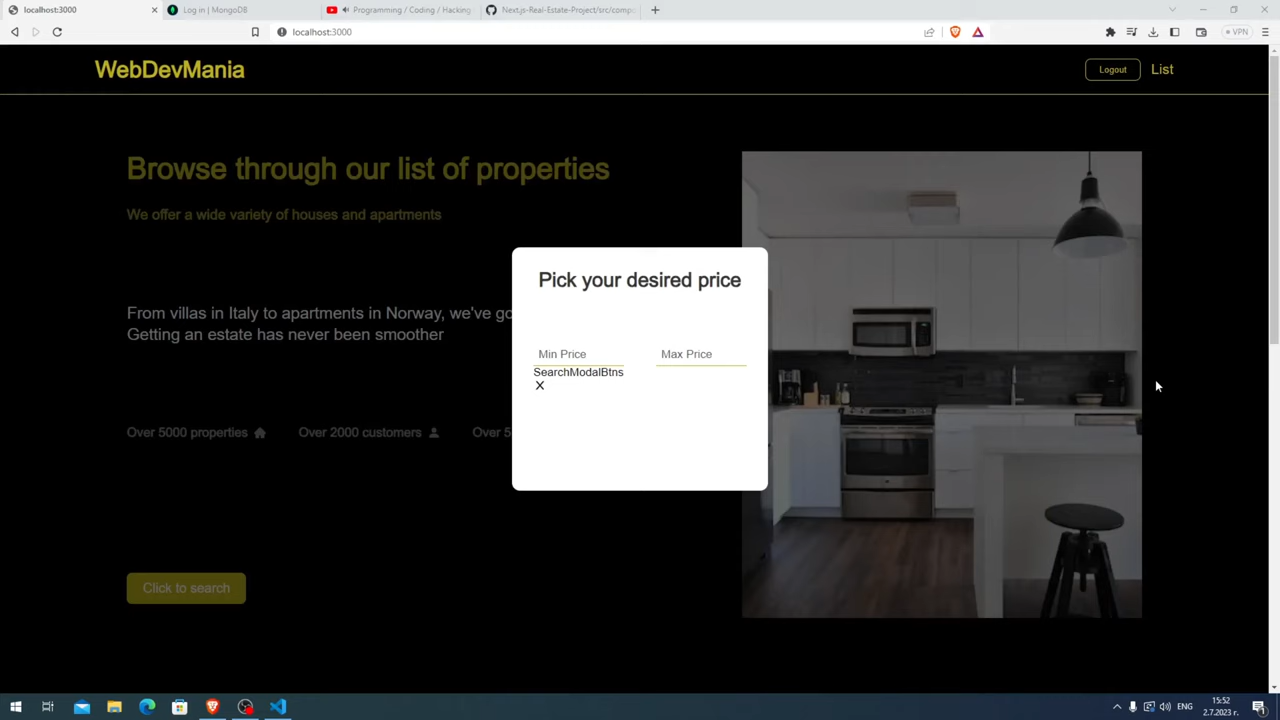 localhost:3000
Log in | MongoDB
Programming / Coding / Hacking
Next.js-Real-Estate-Project/src/compo
localhost:3000
VPN
WebDevMania
Logout
List
Browse through our list of properties
We offer a wide variety of houses and apartments
From villas in Italy to apartments in Norway, we've go
Getting an estate has never been smoother
Over 5000 properties
Over 2000 customers
Over 5
Click to search
Pick your desired price
Min Price
Max Price
SearchModalBtns
X
ENG
15:52
2.7.2023 г.
1